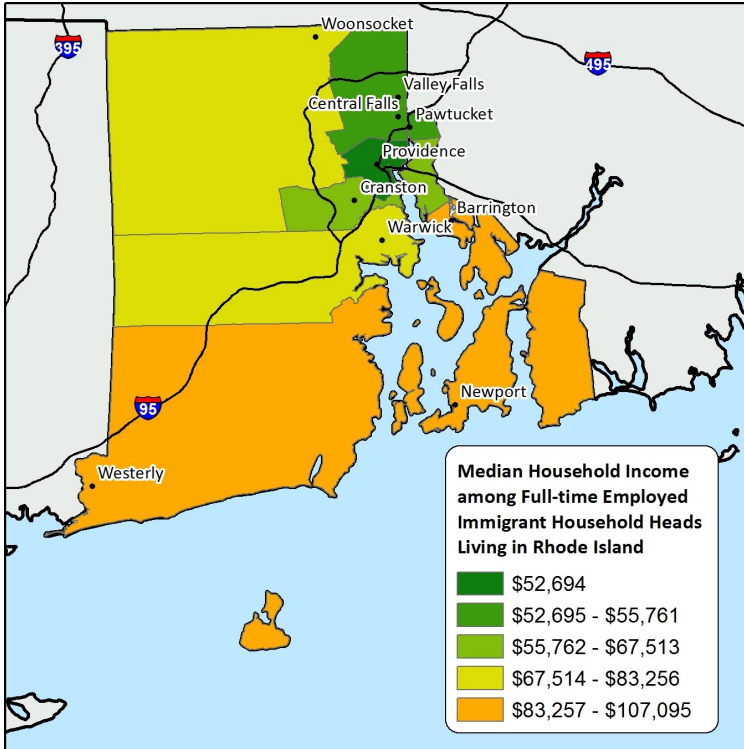 Woonsocket
395
495
Valley Falls
Central Falls
Pawtucket
Providence
Cranston
Barrington
Warwick
Newport
95
Westerly
Median Household Income
among Full-time Employed
Immigrant Household Heads
Living in Rhode Island
$52,694
$52,695 - $55,761
$55,762 - $67,513
$67,514 - $83,256
$83,257 - $107,095